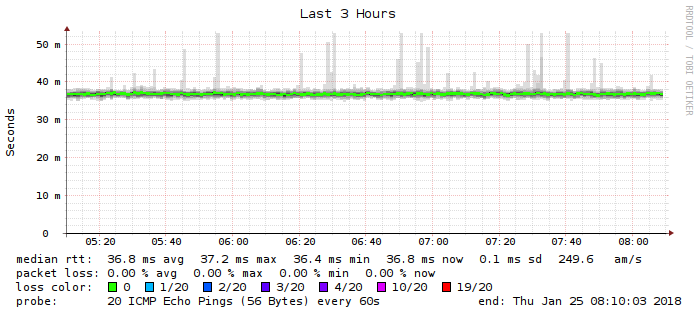 Last 3 Hours
RRDTOOL / TOBI OETIKER
Seconds
50 m
40 m
30 m
20 m
10 m
0
05:20 05:40 06:00 06:20 06:40 07:00 07:20 07:40 08:00
median rtt: 36.8 ms avg 37.2 ms max 36.4 ms min 36.8 ms now 0.1 ms sd 249.6 am/s
packet loss: 0.00 % avg 0.00 % max 0.00 % min 0.00 % now
loss color: 0 1/20 2/20 3/20 4/20 10/20 19/20
probe: 20 ICMP Echo Pings (56 Bytes) every 60s end: Thu Jan 25 08:10:03 2018